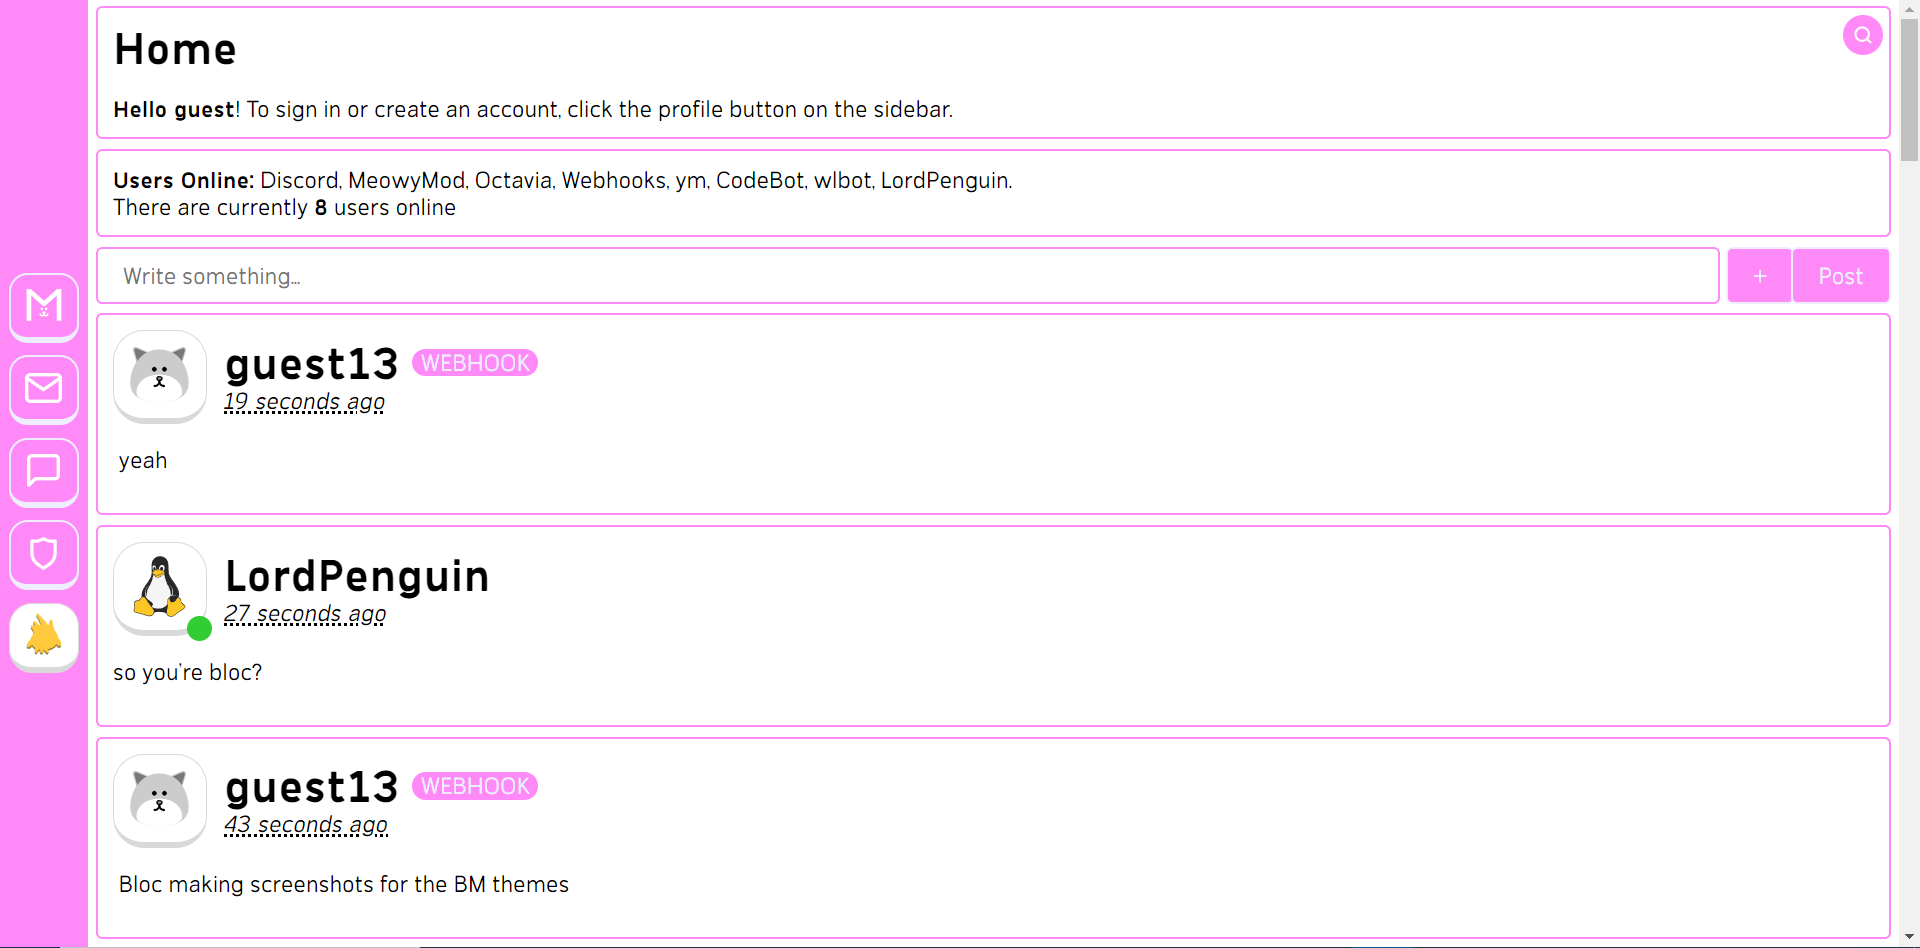 Home
Hello guest! To sign in or create an account, click the profile button on the sidebar.
Users Online: Discord, MeowyMod, Octavia, Webhooks, ym, CodeBot, wlbot, LordPenguin.
There are currently 8 users online
Write something...
+ Post
guest13 WEBHOOK
19 seconds ago
yeah
LordPenguin
27 seconds ago
so you're bloc?
guest13 WEBHOOK
43 seconds ago
Bloc making screenshots for the BM themes